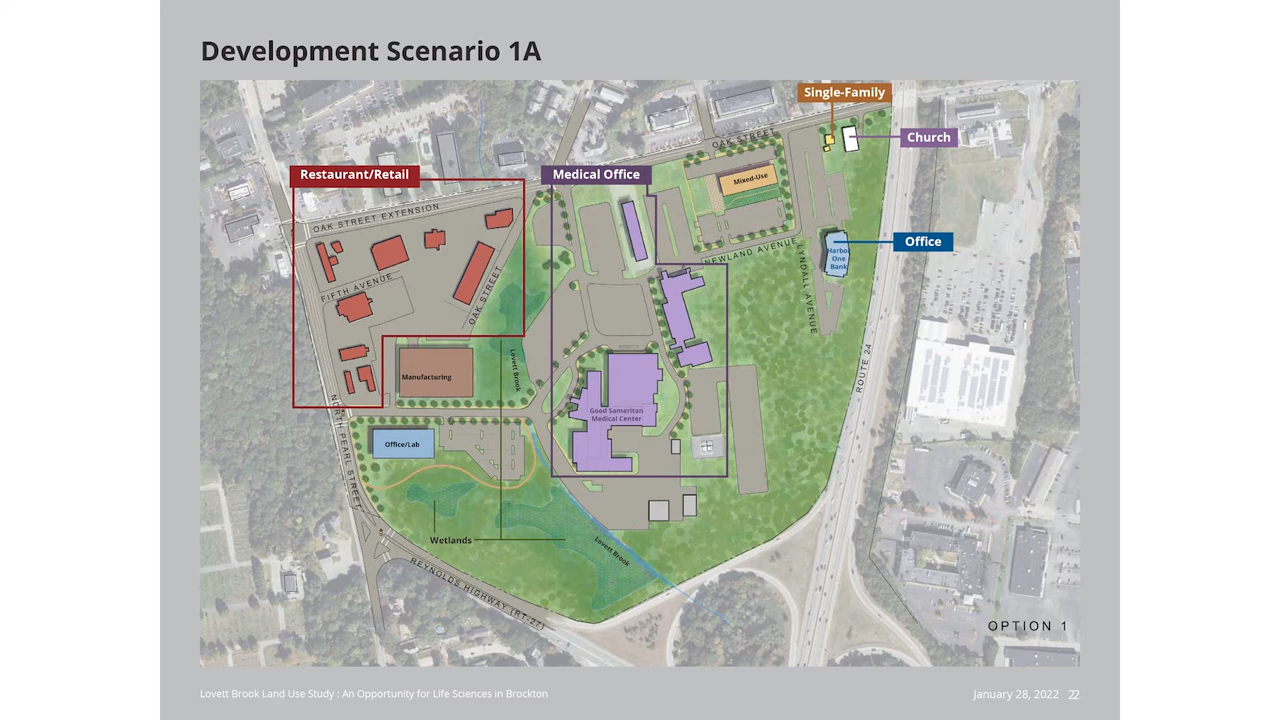 Development Scenario 1A
Single-Family
Church
OAK STREET
Restaurant/Retail
Medical Office
Mixed-Use
OAK STREET EXTENSION
Office
Harbor
One
Bank
NEWLAND AVENUE
LYNDALL AVENUE
FIFTH AVENUE
OAK STREET
Lovett Brook
Manufacturing
ROUTE 24
Good Samaritan
Medical Center
NORTH PEARL STREET
Office/Lab
Wetlands
Lovett Brook
REYNOLDS HIGHWAY (RT-27)
OPTION 1
Lovett Brook Land Use Study : An Opportunity for Life Sciences in Brockton
January 28, 2022 22